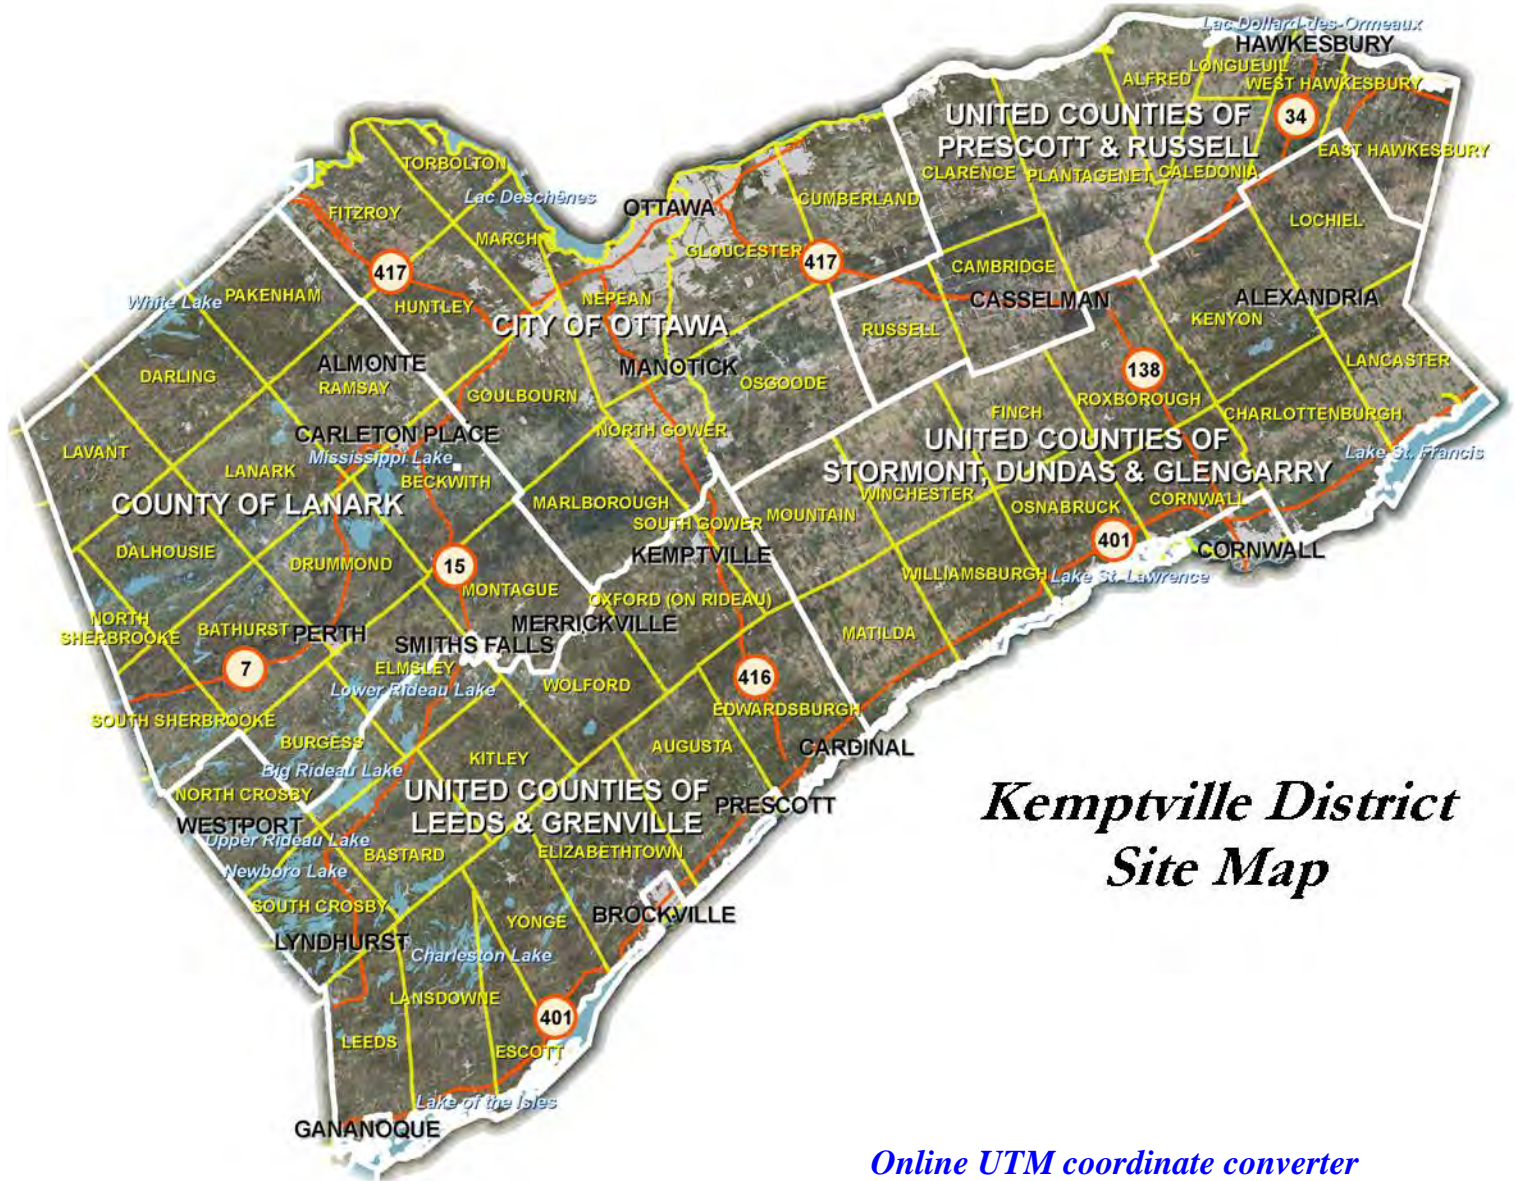 Lac Dollard-des-Ormeaux
HAWKESBURY
LONGUEUIL
ALFRED
WEST HAWKESBURY
UNITED COUNTIES OF
PRESCOTT & RUSSELL
34
EAST HAWKESBURY
CLARENCE
PLANTAGENET
CALEDONIA
TORBOLTON
Lac Deschênes
OTTAWA
CUMBERLAND
FITZROY
LOCHIEL
MARCH
GLOUCESTER
417
417
CAMBRIDGE
White Lake
PAKENHAM
HUNTLEY
NEPEAN
CASSELMAN
ALEXANDRIA
CITY OF OTTAWA
RUSSELL
KENYON
ALMONTE
MANOTICK
LANCASTER
DARLING
RAMSAY
OSGOODE
138
GOULBOURN
ROXBOROUGH
FINCH
CHARLOTTENBURGH
CARLETON PLACE
NORTH GOWER
UNITED COUNTIES OF
STORMONT, DUNDAS & GLENGARRY
LAVANT
Mississippi Lake
Lake St. Francis
LANARK
BECKWITH
COUNTY OF LANARK
MARLBOROUGH
WINCHESTER
CORNWALL
SOUTH GOWER
MOUNTAIN
OSNABRUCK
DALHOUSIE
DRUMMOND
15
KEMPTVILLE
401
CORNWALL
WILLIAMSBURGH
Lake St. Lawrence
MONTAGUE
OXFORD (ON RIDEAU)
NORTH
SHERBROOKE
BATHURST
PERTH
MERRICKVILLE
MATILDA
SMITHS FALLS
7
ELMSLEY
Lower Rideau Lake
WOLFORD
416
EDWARDSBURGH
SOUTH SHERBROOKE
BURGESS
KITLEY
AUGUSTA
CARDINAL
Big Rideau Lake
NORTH CROSBY
UNITED COUNTIES OF
LEEDS & GRENVILLE
PRESCOTT
Kemptville District
Site Map
WESTPORT
Upper Rideau Lake
BASTARD
ELIZABETHTOWN
Newboro Lake
SOUTH CROSBY
YONGE
BROCKVILLE
LYNDHURST
Charleston Lake
LANSDOWNE
401
LEEDS
ESCOTT
Lake of the Isles
GANANOQUE
Online UTM coordinate converter